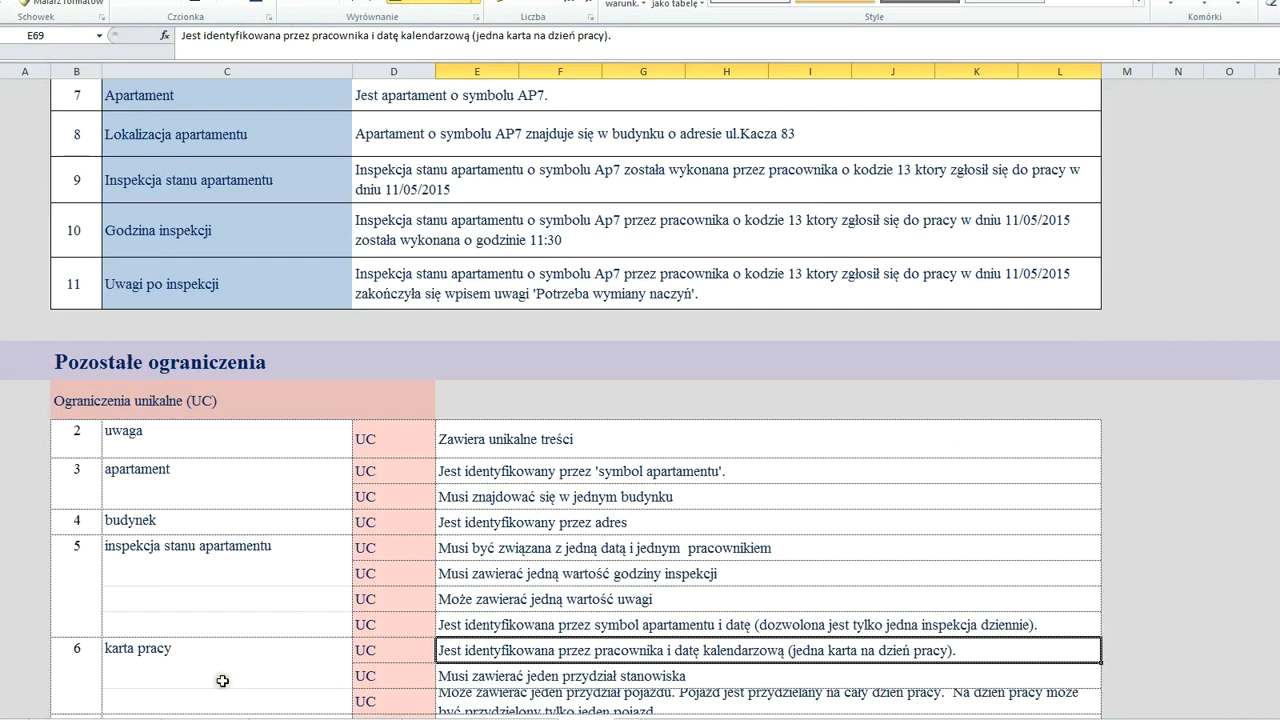 Malarz formatów
warunk. jako tabelę
Schowek Czcionka Wyrównanie Liczba Style Komórki
E69 fx Jest identyfikowana przez pracownika i datę kalendarzową (jedna karta na dzień pracy).
A B C D E F G H I J K L M N O
7 Apartament Jest apartament o symbolu AP7.
8 Lokalizacja apartamentu Apartament o symbolu AP7 znajduje się w budynku o adresie ul.Kacza 83
9 Inspekcja stanu apartamentu Inspekcja stanu apartamentu o symbolu Ap7 została wykonana przez pracownika o kodzie 13 ktory zgłosił się do pracy w
dniu 11/05/2015
10 Godzina inspekcji Inspekcja stanu apartamentu o symbolu Ap7 przez pracownika o kodzie 13 ktory zgłosił się do pracy w dniu 11/05/2015
została wykonana o godzinie 11:30
11 Uwagi po inspekcji Inspekcja stanu apartamentu o symbolu Ap7 przez pracownika o kodzie 13 ktory zgłosił się do pracy w dniu 11/05/2015
zakończyła się wpisem uwagi 'Potrzeba wymiany naczyń'.
Pozostałe ograniczenia
Ograniczenia unikalne (UC)
2 uwaga UC Zawiera unikalne treści
3 apartament UC Jest identyfikowany przez 'symbol apartamentu'.
UC Musi znajdować się w jednym budynku
4 budynek UC Jest identyfikowany przez adres
5 inspekcja stanu apartamentu UC Musi być związana z jedną datą i jednym pracownikiem
UC Musi zawierać jedną wartość godziny inspekcji
UC Może zawierać jedną wartość uwagi
UC Jest identyfikowana przez symbol apartamentu i datę (dozwolona jest tylko jedna inspekcja dziennie).
6 karta pracy UC Jest identyfikowana przez pracownika i datę kalendarzową (jedna karta na dzień pracy).
UC Musi zawierać jeden przydział stanowiska
UC Może zawierać jeden przydział pojazdu. Pojazd jest przydzielany na cały dzień pracy. Na dzień pracy może
być przydzielony tylko jeden pojazd